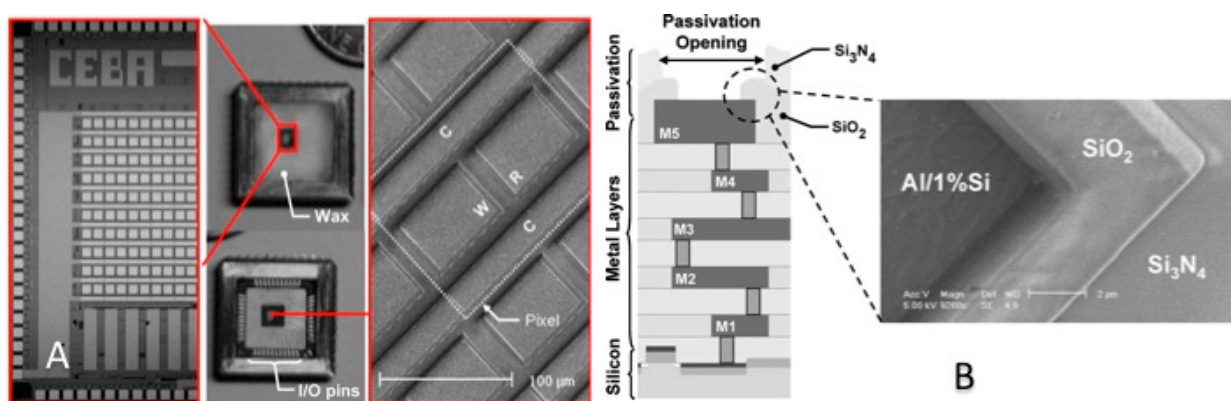 CEBA
A
Wax
I/O pins
C
R
W
C
Pixel
100 µm
Passivation
Opening
Si₃N₄
SiO₂
Passivation
Metal Layers
Silicon
M5
M4
M3
M2
M1
SiO₂
Al/1%Si
Si₃N₄
Acc.V Magn Det WD
5.00 kV 9200x SE 4.9
2 µm
B